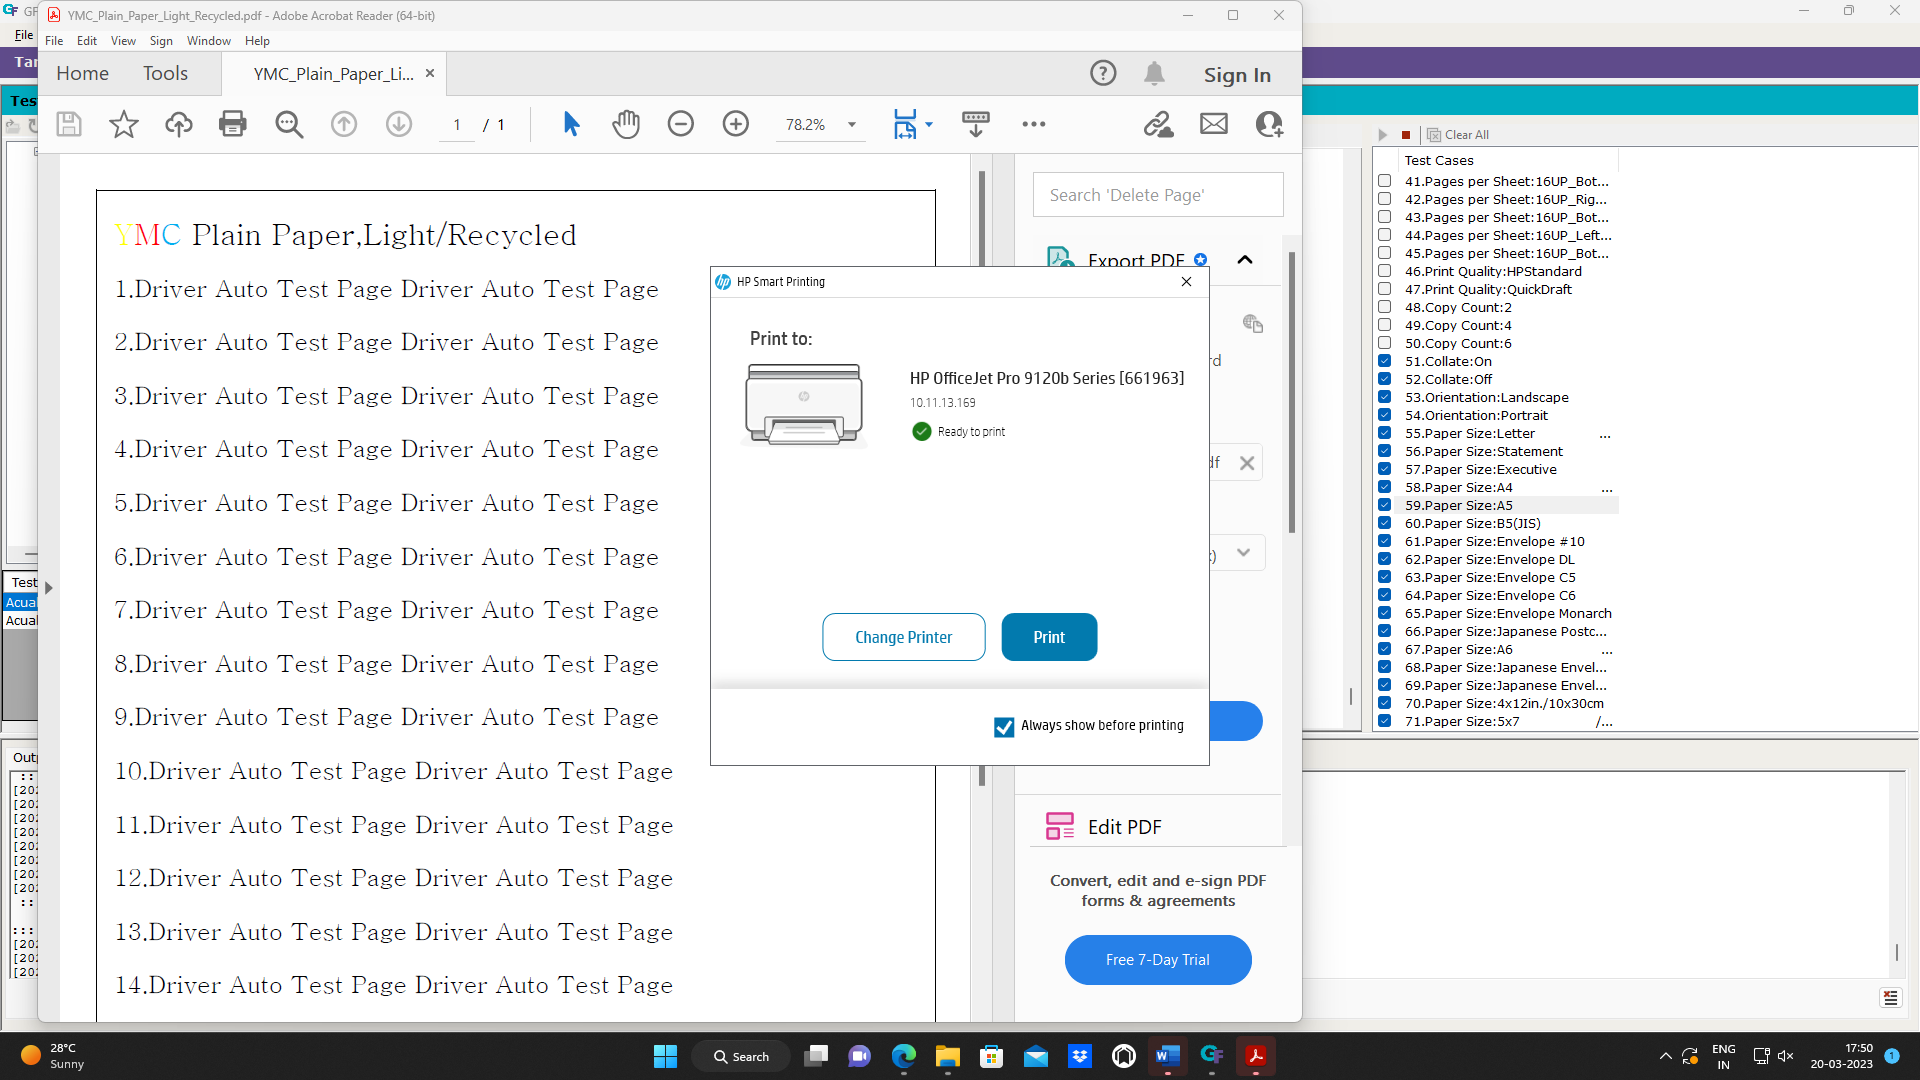 GF
YMC_Plain_Paper_Light_Recycled.pdf - Adobe Acrobat Reader (64-bit)
File
File Edit View Sign Window Help
Tar
Home Tools YMC_Plain_Paper_Li... Sign In
Test
1 / 1 78.2%
Clear All
Test Cases
41.Pages per Sheet:16UP_Bot...
42.Pages per Sheet:16UP_Rig...
43.Pages per Sheet:16UP_Bot...
44.Pages per Sheet:16UP_Left...
45.Pages per Sheet:16UP_Bot...
46.Print Quality:HPStandard
47.Print Quality:QuickDraft
48.Copy Count:2
49.Copy Count:4
50.Copy Count:6
51.Collate:On
52.Collate:Off
53.Orientation:Landscape
54.Orientation:Portrait
55.Paper Size:Letter ...
56.Paper Size:Statement
57.Paper Size:Executive
58.Paper Size:A4 ...
59.Paper Size:A5
60.Paper Size:B5(JIS)
61.Paper Size:Envelope #10
62.Paper Size:Envelope DL
63.Paper Size:Envelope C5
64.Paper Size:Envelope C6
65.Paper Size:Envelope Monarch
66.Paper Size:Japanese Postc...
67.Paper Size:A6 ...
68.Paper Size:Japanese Envel...
69.Paper Size:Japanese Envel...
70.Paper Size:4x12in./10x30cm
71.Paper Size:5x7 /...
YMC Plain Paper,Light/Recycled
1.Driver Auto Test Page Driver Auto Test Page
2.Driver Auto Test Page Driver Auto Test Page
3.Driver Auto Test Page Driver Auto Test Page
4.Driver Auto Test Page Driver Auto Test Page
5.Driver Auto Test Page Driver Auto Test Page
6.Driver Auto Test Page Driver Auto Test Page
7.Driver Auto Test Page Driver Auto Test Page
8.Driver Auto Test Page Driver Auto Test Page
9.Driver Auto Test Page Driver Auto Test Page
10.Driver Auto Test Page Driver Auto Test Page
11.Driver Auto Test Page Driver Auto Test Page
12.Driver Auto Test Page Driver Auto Test Page
13.Driver Auto Test Page Driver Auto Test Page
14.Driver Auto Test Page Driver Auto Test Page
Search 'Delete Page'
Export PDF
HP Smart Printing
Print to:
HP OfficeJet Pro 9120b Series [661963]
10.11.13.169
Ready to print
Change Printer
Print
Always show before printing
rd
df
Edit PDF
Convert, edit and e-sign PDF
forms & agreements
Free 7-Day Trial
Test
Acual
Acual
Outp
::
[202
[202
[202
[202
[202
[202
[202
[202
::
:::
[202
[202
[202
28°C
Sunny
Search
ENG
IN
17:50
20-03-2023
1